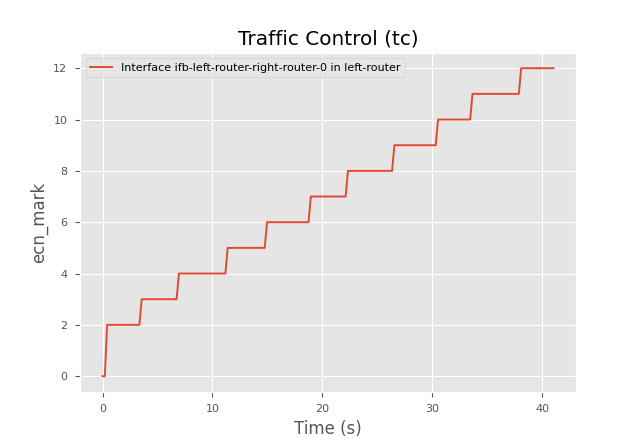 Traffic Control (tc)
Interface ifb-left-router-right-router-0 in left-router
12
10
8
6
4
2
0
ecn_mark
0 10 20 30 40
Time (s)